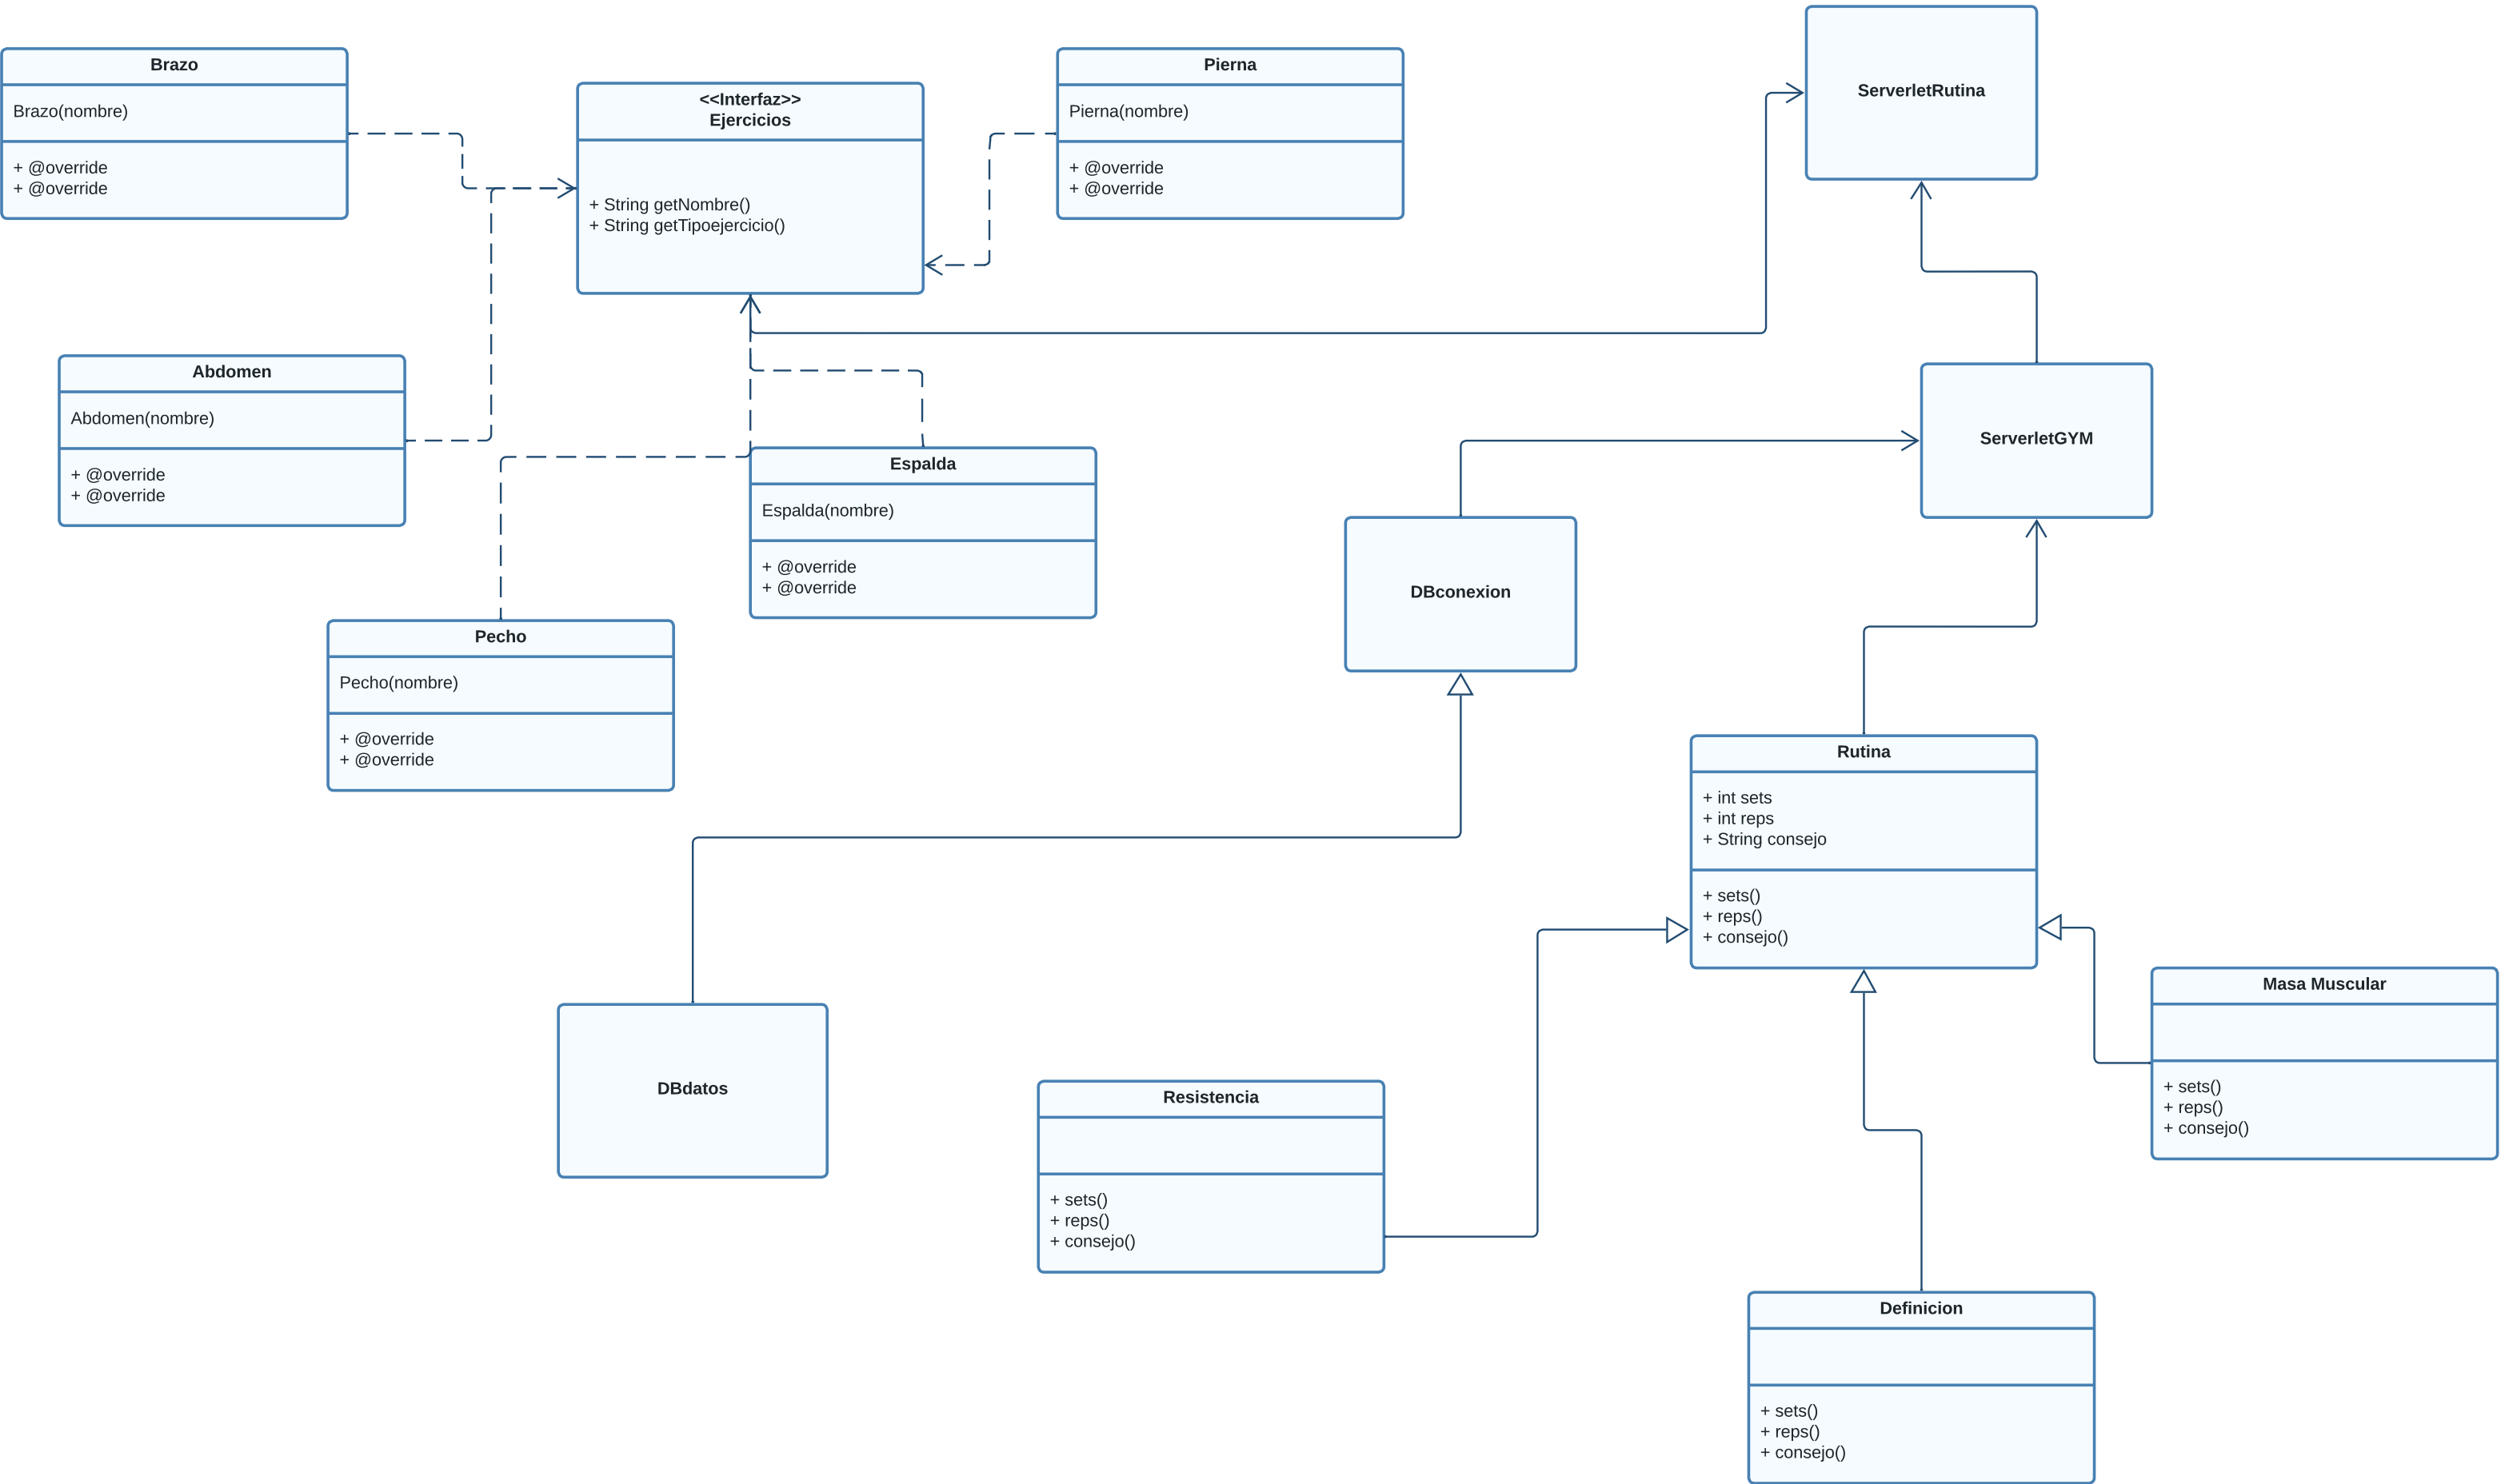 Brazo
Brazo(nombre)
+ @override
+ @override
<<Interfaz>>
Ejercicios
+ String getNombre()
+ String getTipoejercicio()
Pierna
Pierna(nombre)
+ @override
+ @override
ServerletRutina
Abdomen
Abdomen(nombre)
+ @override
+ @override
Espalda
Espalda(nombre)
+ @override
+ @override
ServerletGYM
DBconexion
Pecho
Pecho(nombre)
+ @override
+ @override
Rutina
+ int sets
+ int reps
+ String consejo
+ sets()
+ reps()
+ consejo()
Masa Muscular
+ sets()
+ reps()
+ consejo()
DBdatos
Resistencia
+ sets()
+ reps()
+ consejo()
Definicion
+ sets()
+ reps()
+ consejo()